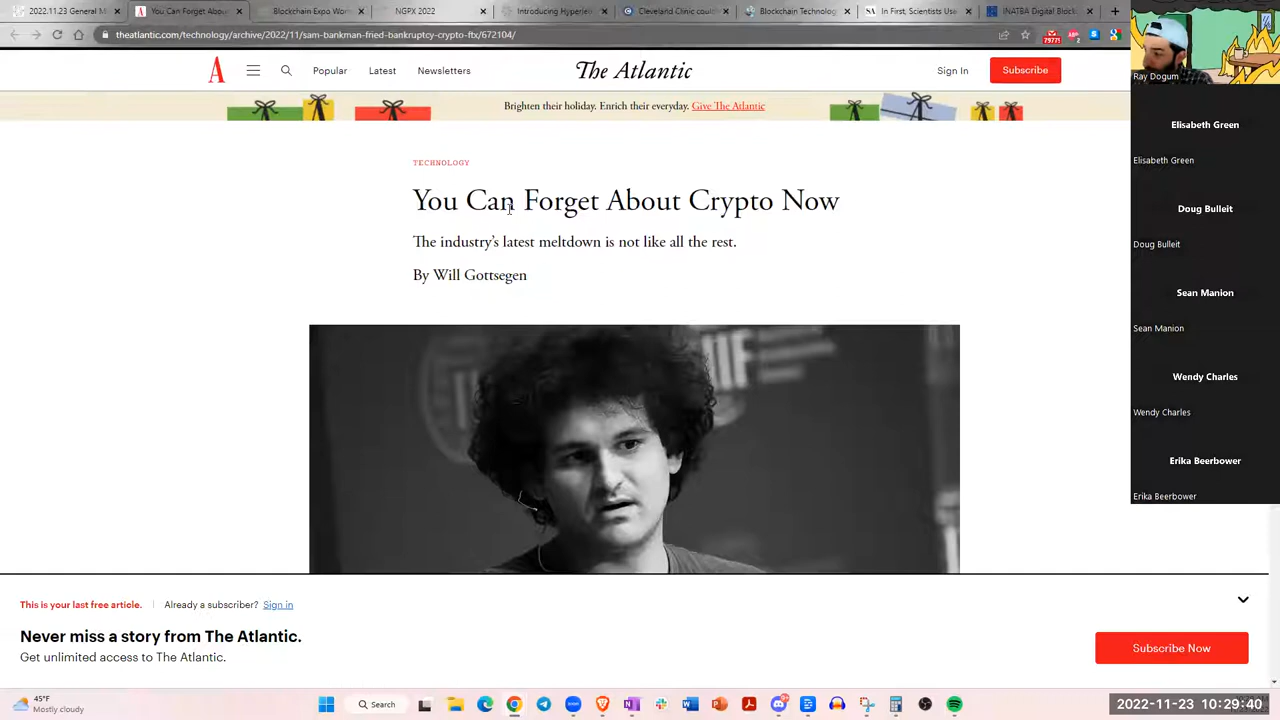 2022.11.23 General M
You Can Forget About
Blockchain Expo Wor
NGPX 2022
Introducing Hyperle
Cleveland Clinic coul
Blockchain Technolog
In First, Scientists Use
INATBA Digital Block
theatlantic.com/technology/archive/2022/11/sam-bankman-fried-bankruptcy-crypto-ftx/672104/
Popular
Latest
Newsletters
The Atlantic
Sign In
Subscribe
Brighten their holiday. Enrich their everyday. Give The Atlantic
TECHNOLOGY
You Can Forget About Crypto Now
The industry's latest meltdown is not like all the rest.
By Will Gottsegen
This is your last free article.
Already a subscriber? Sign in
Never miss a story from The Atlantic.
Get unlimited access to The Atlantic.
Subscribe Now
Ray Dogum
Elisabeth Green
Elisabeth Green
Doug Bulleit
Doug Bulleit
Sean Manion
Sean Manion
Wendy Charles
Wendy Charles
Erika Beerbower
Erika Beerbower
45°F
Mostly cloudy
Search
2022-11-23 10:29:40